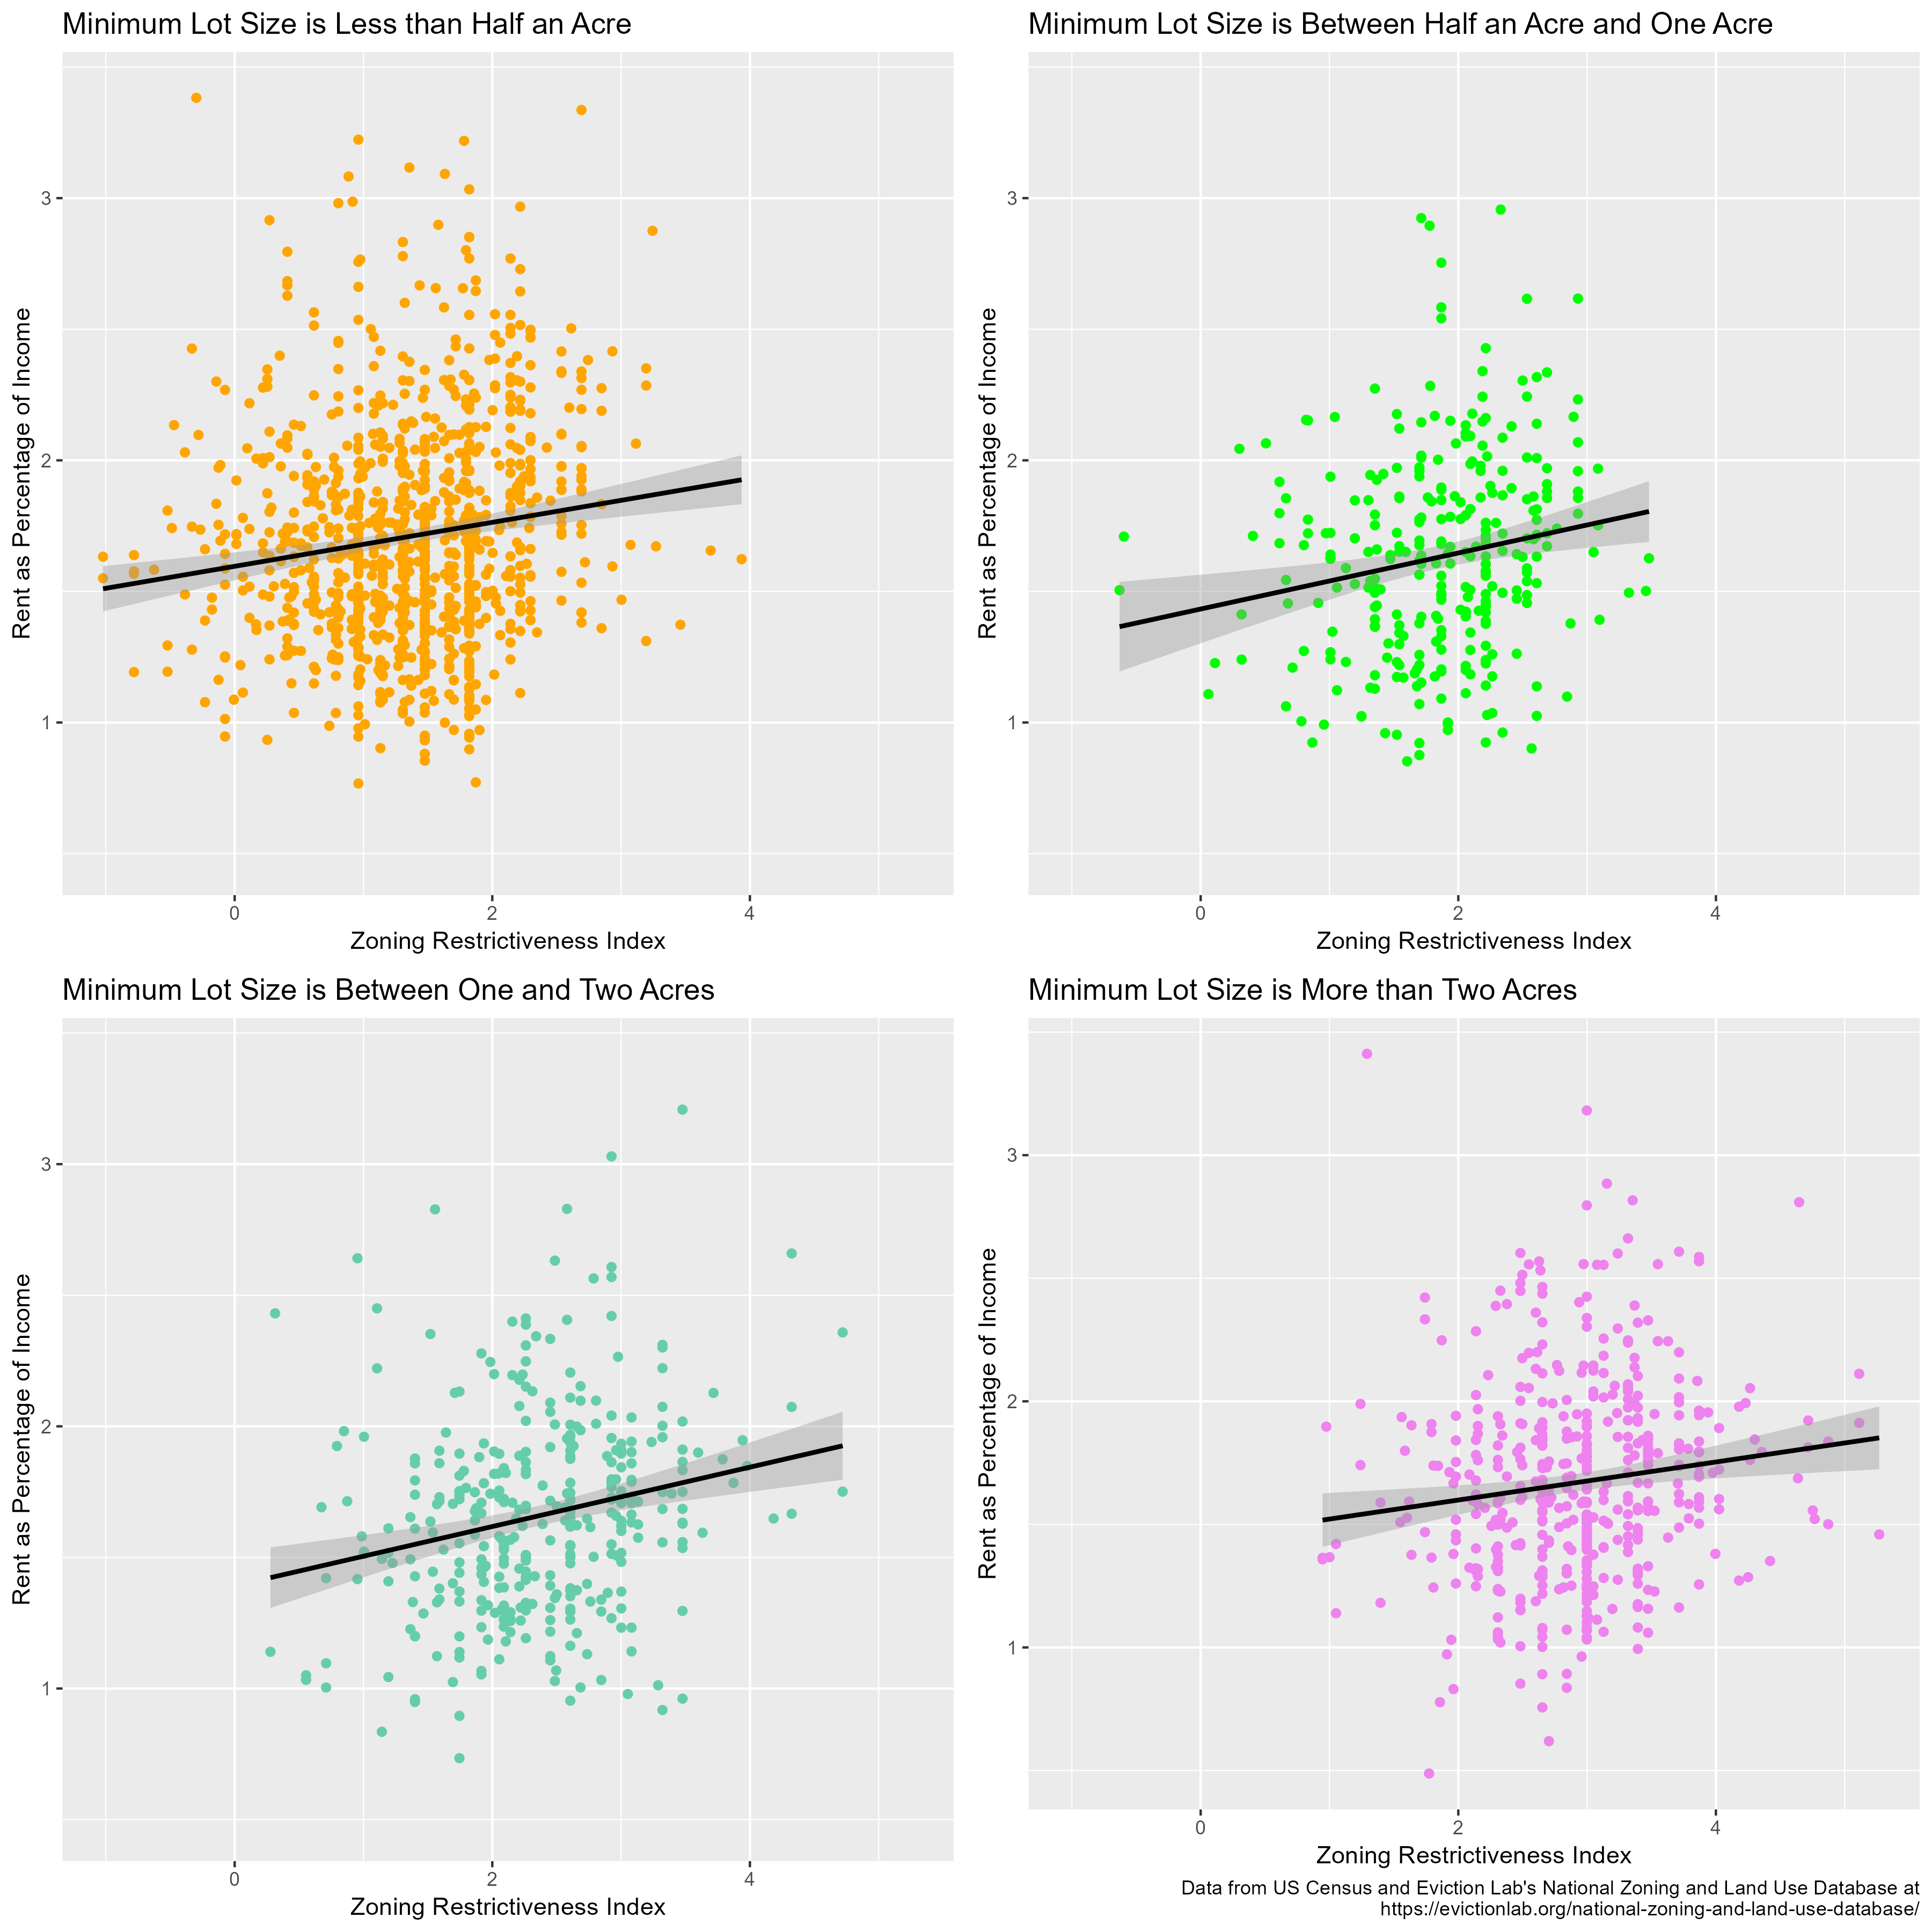 Minimum Lot Size is Less than Half an Acre
Rent as Percentage of Income
3
2
1
0 2 4
Zoning Restrictiveness Index
Minimum Lot Size is Between Half an Acre and One Acre
Rent as Percentage of Income
3
2
1
0 2 4
Zoning Restrictiveness Index
Minimum Lot Size is Between One and Two Acres
Rent as Percentage of Income
3
2
1
0 2 4
Zoning Restrictiveness Index
Minimum Lot Size is More than Two Acres
Rent as Percentage of Income
3
2
1
0 2 4
Zoning Restrictiveness Index
Data from US Census and Eviction Lab's National Zoning and Land Use Database at
https://evictionlab.org/national-zoning-and-land-use-database/